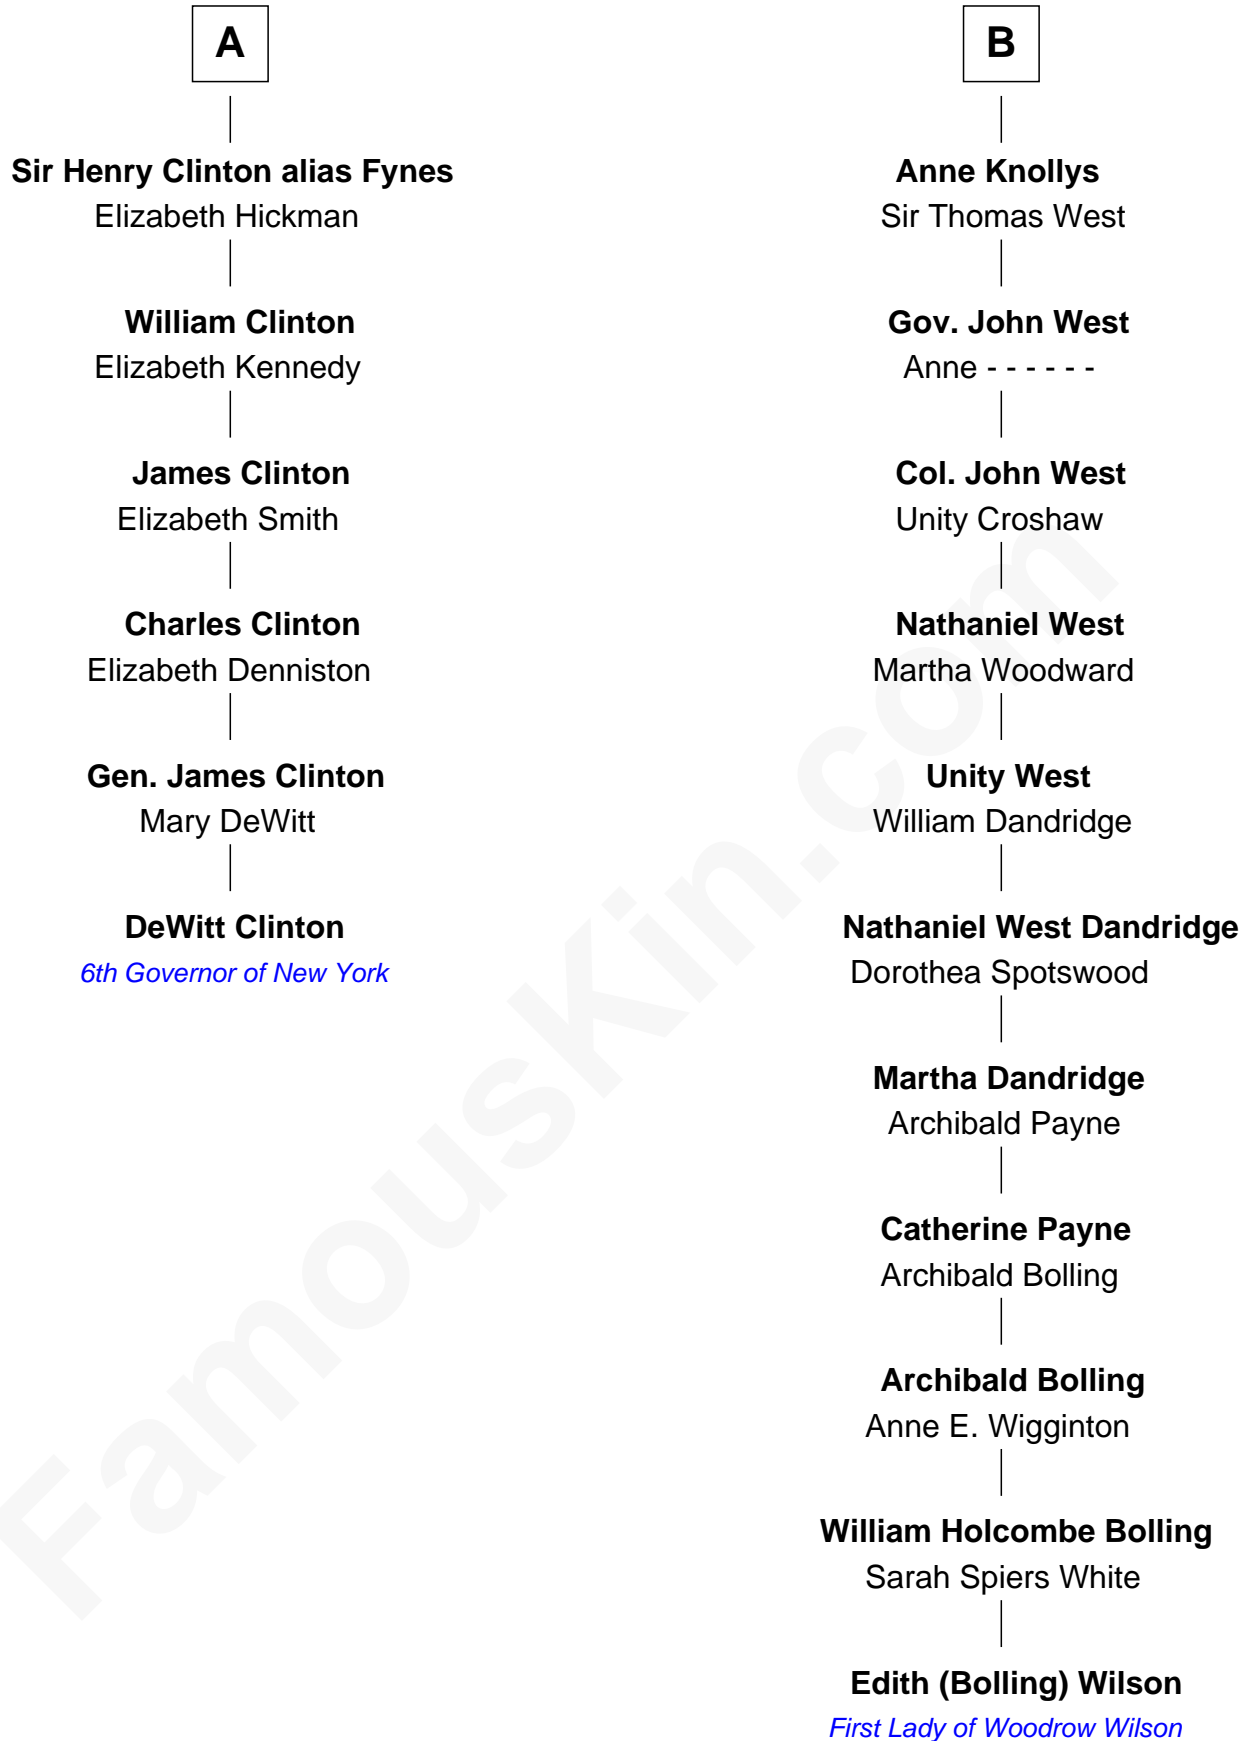 A
Sir Henry Clinton alias Fynes
Elizabeth Hickman
William Clinton
Elizabeth Kennedy
James Clinton
Elizabeth Smith
Charles Clinton
Elizabeth Denniston
Gen. James Clinton
Mary DeWitt
DeWitt Clinton
6th Governor of New York
B
Anne Knollys
Sir Thomas West
Gov. John West
Anne - - - - - -
Col. John West
Unity Croshaw
Nathaniel West
Martha Woodward
Unity West
William Dandridge
Nathaniel West Dandridge
Dorothea Spotswood
Martha Dandridge
Archibald Payne
Catherine Payne
Archibald Bolling
Archibald Bolling
Anne E. Wigginton
William Holcombe Bolling
Sarah Spiers White
Edith (Bolling) Wilson
First Lady of Woodrow Wilson
FamousKin.com